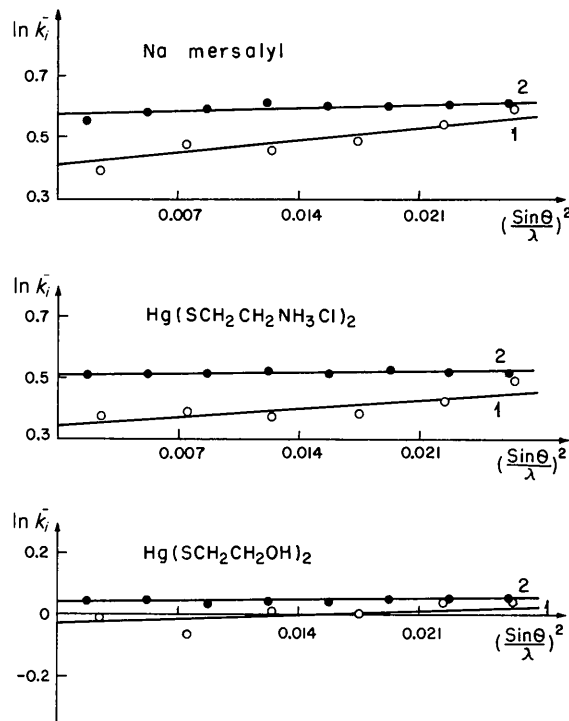 ln k̄i
Na mersalyl
0.7
2
0.5
1
0.3
0.007 0.014 0.021 (Sinθ/λ)²
ln k̄i
Hg(SCH₂CH₂NH₃Cl)₂
0.7
2
0.5
1
0.3
0.007 0.014 0.021 (Sinθ/λ)²
ln k̄i
0.2
Hg(SCH₂CH₂OH)₂
2
1
0
0.014 0.021 (Sinθ/λ)²
-0.2